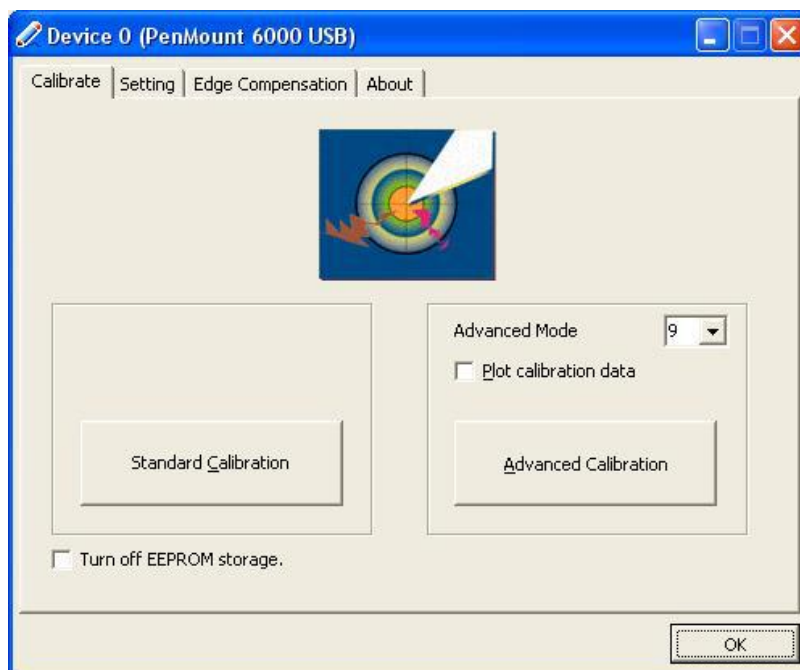 Device 0 (PenMount 6000 USB)
Calibrate Setting Edge Compensation About
Advanced Mode 9
Plot calibration data
Standard Calibration
Advanced Calibration
Turn off EEPROM storage.
OK